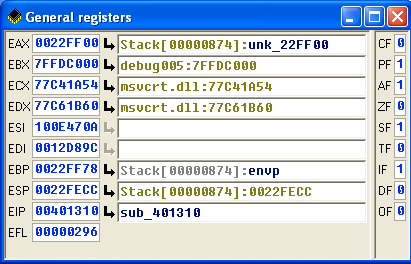 General registers
EAX 0022FF00 Stack[00000874]:unk_22FF00 CF 0
EBX 7FFDC000 debug005:7FFDC000 PF 1
ECX 77C41A54 msvcrt.dll:77C41A54 AF 1
EDX 77C61B60 msvcrt.dll:77C61B60 ZF 0
ESI 100E470A SF 1
EDI 0012D89C TF 0
EBP 0022FF78 Stack[00000874]:envp IF 1
ESP 0022FECC Stack[00000874]:0022FECC DF 0
EIP 00401310 sub_401310 OF 0
EFL 00000296